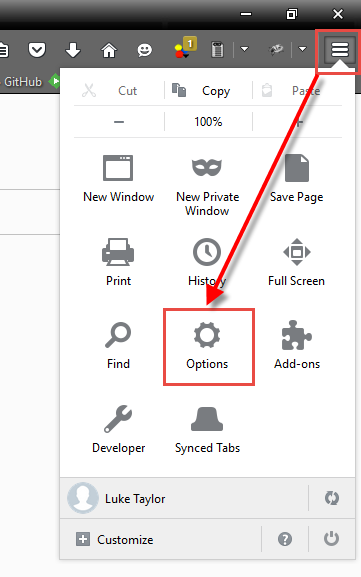 1
GitHub
Cut Copy Paste
100%
New Window New Private Window Save Page
Print History Full Screen
Find Options Add-ons
Developer Synced Tabs
Luke Taylor
Customize